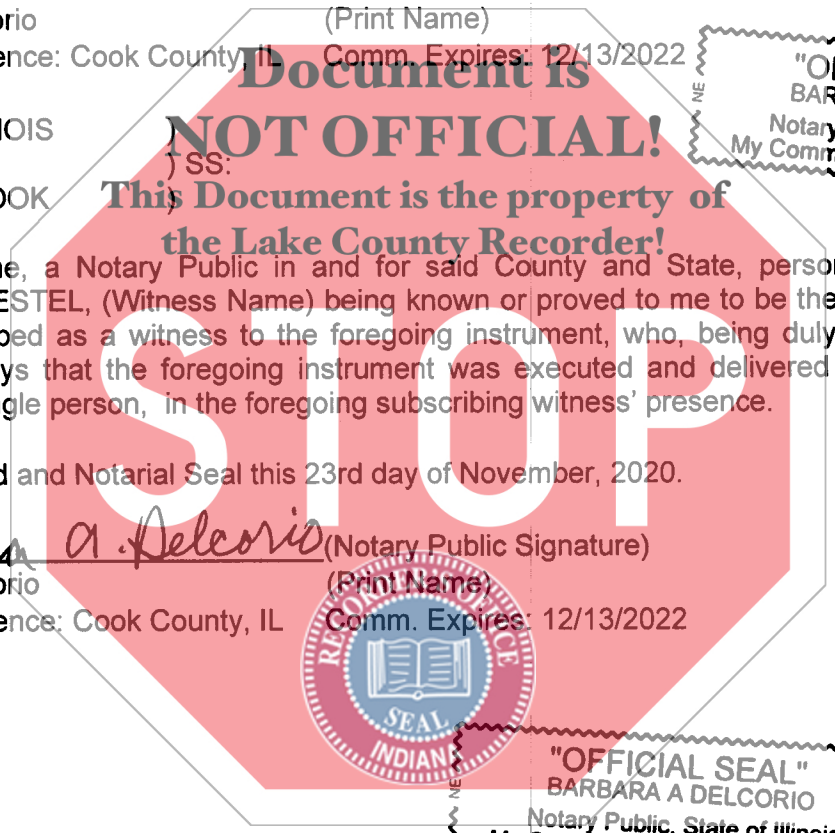 orio (Print Name)
ence: Cook County, IL Comm. Expires: 12/13/2022
Document is
"O
BAR
NE
NOT OFFICIAL!
OIS )
Notary
My Comm
) SS:
OOK )
This Document is the property of
the Lake County Recorder!
e, a Notary Public in and for said County and State, perso
ESTEL, (Witness Name) being known or proved to me to be the
bed as a witness to the foregoing instrument, who, being duly
ys that the foregoing instrument was executed and delivered
gle person, in the foregoing subscribing witness' presence.
STOP
d and Notarial Seal this 23rd day of November, 2020.
a. Delcorio (Notary Public Signature)
orio (Print Name)
ence: Cook County, IL Comm. Expires: 12/13/2022
SEAL
INDIANA
"OFFICIAL SEAL"
BARBARA A DELCORIO
NE
Notary Public, State of Illinois